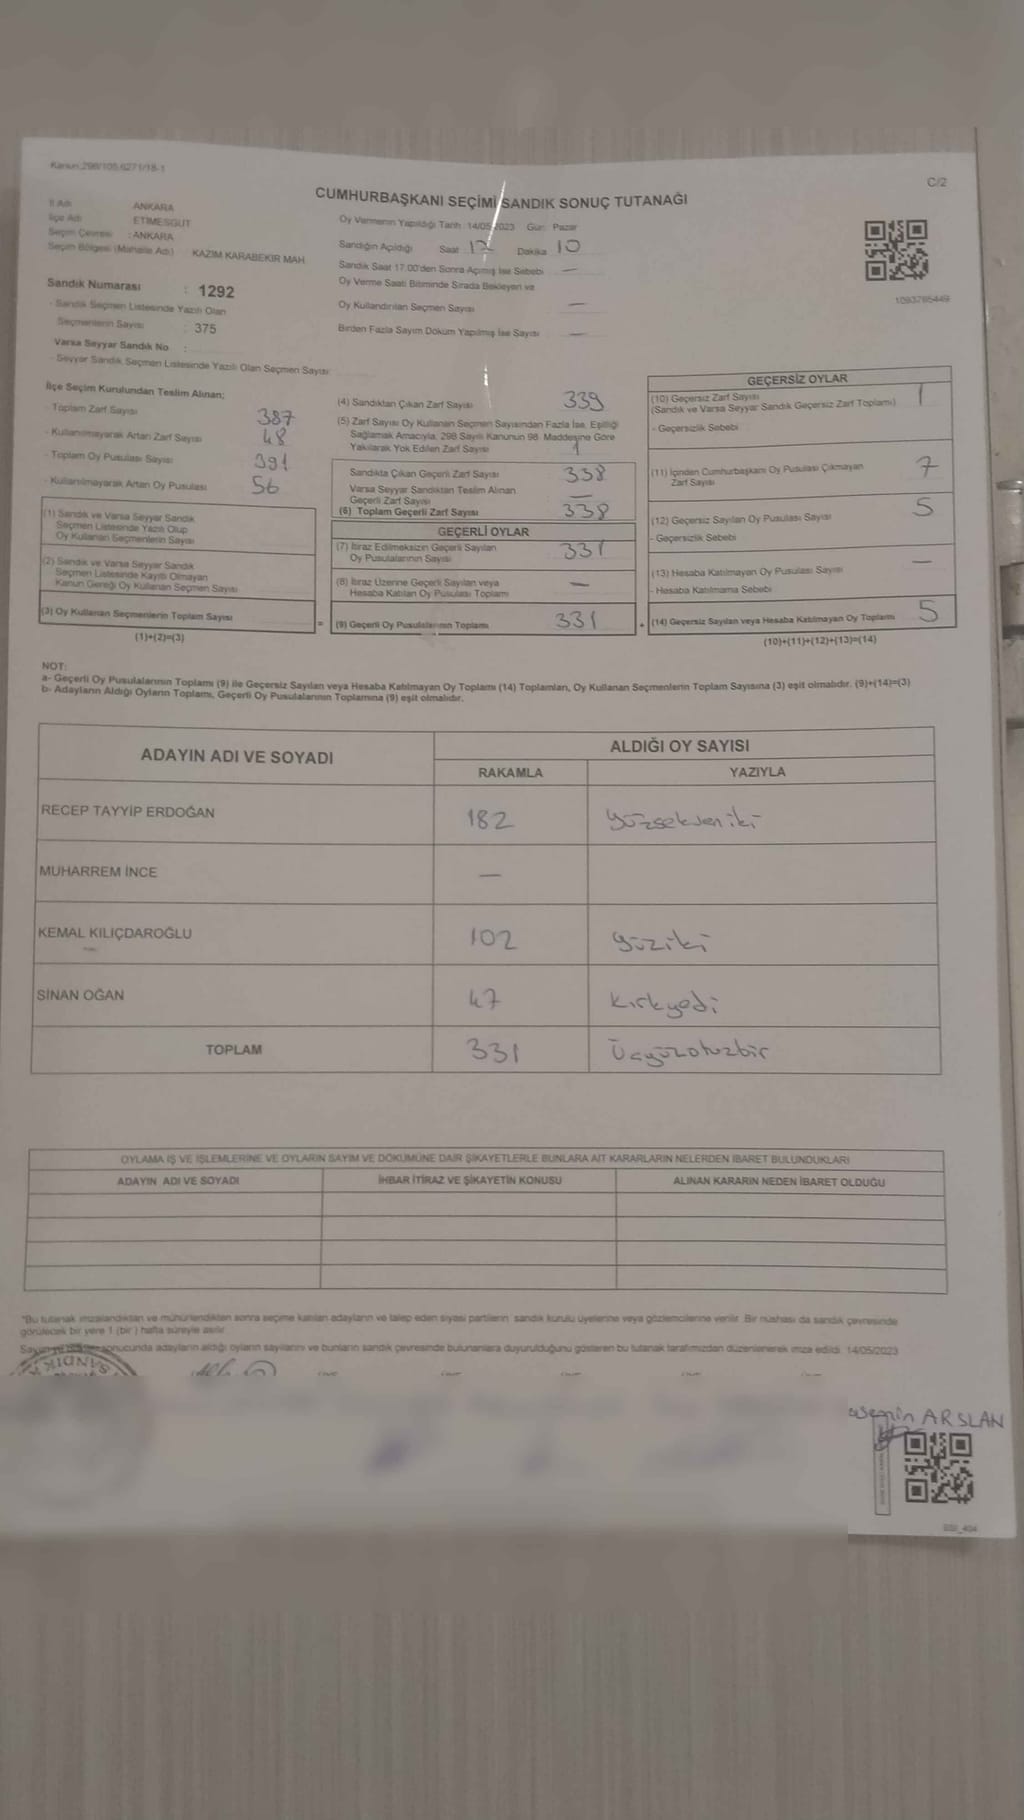 Kanun:298/105,6271/18-1
C/2
CUMHURBAŞKANI SEÇİMİ SANDIK SONUÇ TUTANAĞI
İl Adı ANKARA
İlçe Adı ETİMESGUT
Seçim Çevresi : ANKARA
Seçim Bölgesi (Mahalle Adı) KAZIM KARABEKIR MAH
Sandık Numarası : 1292
- Sandık Seçmen Listesinde Yazılı Olan
Seçmenlerin Sayısı : 375
Varsa Seyyar Sandık No :
- Seyyar Sandık Seçmen Listesinde Yazılı Olan Seçmen Sayısı
Oy Vermenin Yapıldığı Tarih 14/05/2023 Gün: Pazar
Sandığın Açıldığı Saat 17 Dakika 10
Sandık Saat 17.00'den Sonra Açılmış İse Sebebi —
Oy Verme Saati Bitiminde Sırada Bekleyen ve
Oy Kullandırılan Seçmen Sayısı —
Birden Fazla Sayım Döküm Yapılmış İse Sayısı —
1093785449
İlçe Seçim Kurulundan Teslim Alınan;
- Toplam Zarf Sayısı 387
- Kullanılmayarak Artan Zarf Sayısı 48
- Toplam Oy Pusulası Sayısı 391
- Kullanılmayarak Artan Oy Pusulası 56
(1) Sandık ve Varsa Seyyar Sandık
Seçmen Listesinde Yazılı Olup
Oy Kullanan Seçmenlerin Sayısı
(2) Sandık ve Varsa Seyyar Sandık
Seçmen Listesinde Kayıtlı Olmayan
Kanun Gereği Oy Kullanan Seçmen Sayısı
(3) Oy Kullanan Seçmenlerin Toplam Sayısı
(1)+(2)=(3)
(4) Sandıktan Çıkan Zarf Sayısı 339
(5) Zarf Sayısı Oy Kullanan Seçmen Sayısından Fazla İse, Eşitliği
Sağlamak Amacıyla, 298 Sayılı Kanunun 98. Maddesine Göre
Yakılarak Yok Edilen Zarf Sayısı 1
Sandıkta Çıkan Geçerli Zarf Sayısı 338
Varsa Seyyar Sandıktan Teslim Alınan
Geçerli Zarf Sayısı —
(6) Toplam Geçerli Zarf Sayısı 338
GEÇERLİ OYLAR
(7) İtiraz Edilmeksizin Geçerli Sayılan
Oy Pusulalarının Sayısı 331
(8) İtiraz Üzerine Geçerli Sayılan veya
Hesaba Katılan Oy Pusulası Toplamı —
= (9) Geçerli Oy Pusulalarının Toplamı 331
GEÇERSİZ OYLAR
(10) Geçersiz Zarf Sayısı 1
(Sandık ve Varsa Seyyar Sandık Geçersiz Zarf Toplamı)
- Geçersizlik Sebebi
(11) İçinden Cumhurbaşkanı Oy Pusulası Çıkmayan 7
Zarf Sayısı
(12) Geçersiz Sayılan Oy Pusulası Sayısı 5
- Geçersizlik Sebebi
(13) Hesaba Katılmayan Oy Pusulası Sayısı —
- Hesaba Katılmama Sebebi
+ (14) Geçersiz Sayılan veya Hesaba Katılmayan Oy Toplamı 5
(10)+(11)+(12)+(13)=(14)
NOT:
a- Geçerli Oy Pusulalarının Toplamı (9) ile Geçersiz Sayılan veya Hesaba Katılmayan Oy Toplamı (14) Toplamları, Oy Kullanan Seçmenlerin Toplam Sayısına (3) eşit olmalıdır. (9)+(14)=(3)
b- Adayların Aldığı Oyların Toplamı, Geçerli Oy Pusulalarının Toplamına (9) eşit olmalıdır.
ADAYIN ADI VE SOYADI ALDIĞI OY SAYISI
RAKAMLA YAZIYLA
RECEP TAYYİP ERDOĞAN 182 yüzseksen iki
MUHARREM İNCE —
KEMAL KILIÇDAROĞLU 102 yüziki
SİNAN OĞAN 47 kırkyedi
TOPLAM 331 Üçyüzotuzbir
OYLAMA İŞ VE İŞLEMLERİNE VE OYLARIN SAYIM VE DÖKÜMÜNE DAİR ŞİKAYETLERLE BUNLARA AİT KARARLARIN NELERDEN İBARET BULUNDUKLARI
ADAYIN ADI VE SOYADI İHBAR İTİRAZ VE ŞİKAYETİN KONUSU ALINAN KARARIN NEDEN İBARET OLDUĞU
*Bu tutanak imzalandıktan ve mühürlendikten sonra seçime katılan adayların ve talep eden siyasi partilerin sandık kurulu üyelerine veya gözlemcilerine verilir. Bir nüshası da sandık çevresinde
görülecek bir yere 1 (bir) hafta süreyle asılır.
sonucunda adayların aldığı oyların sayılarını ve bunların sandık çevresinde bulunanlara duyurulduğunu gösteren bu tutanak tarafımızdan düzenlenerek imza edildi. 14/05/2023
SANDIK
ARSLAN